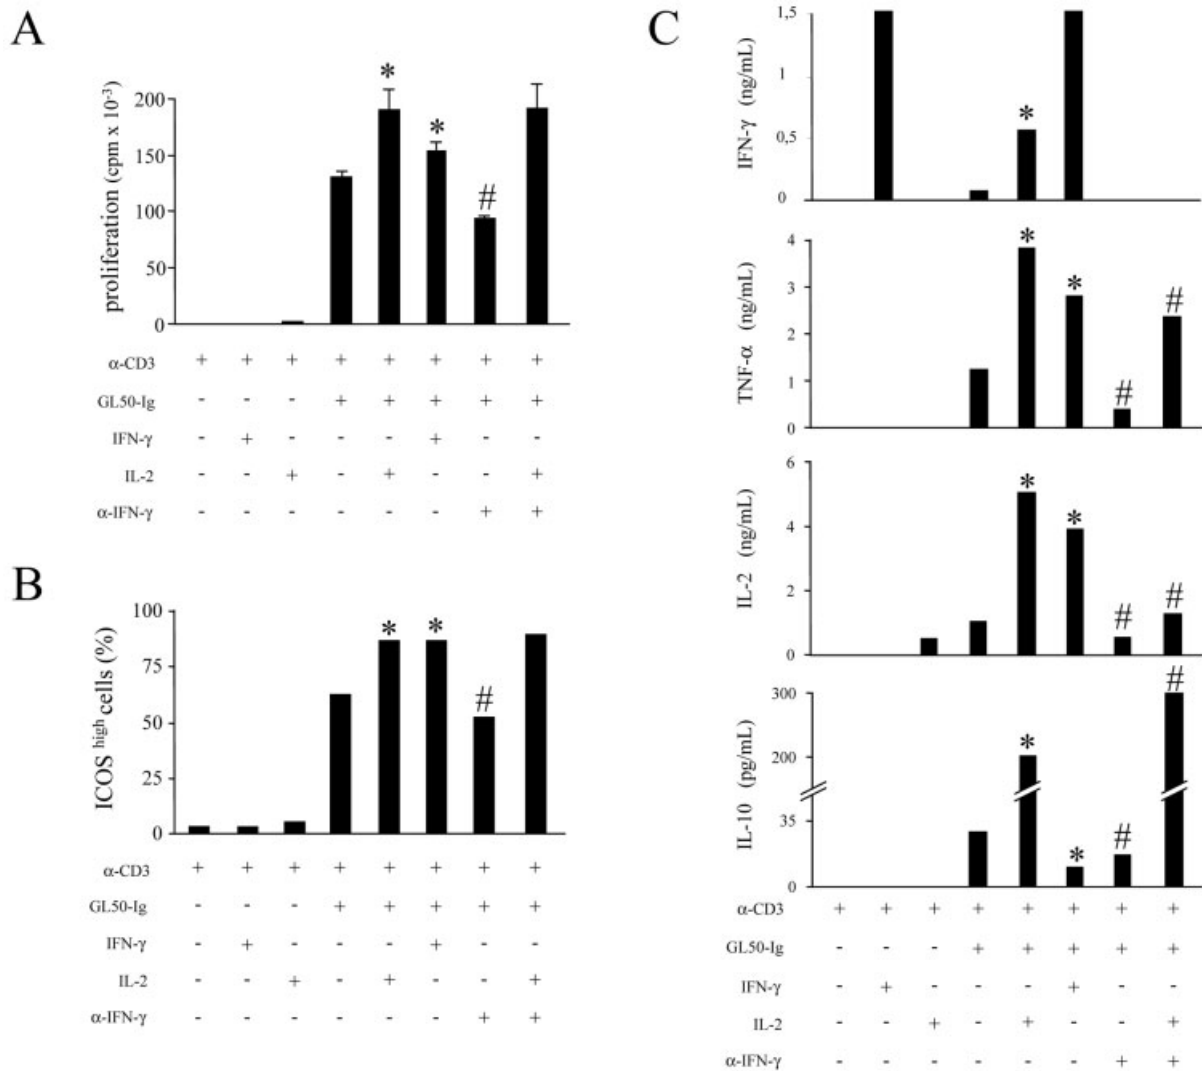 A
proliferation (cpm x 10-3)
200
150
100
50
0
* * #
α-CD3 + + + + + + + +
GL50-Ig - - - + + + + +
IFN-γ - + - - - + - -
IL-2 - - + - + - - +
α-IFN-γ - - - - - - + +
B
ICOS high cells (%)
100
75
50
25
0
* * #
α-CD3 + + + + + + + +
GL50-Ig - - - + + + + +
IFN-γ - + - - - + - -
IL-2 - - + - + - - +
α-IFN-γ - - - - - - + +
C
IFN-γ (ng/mL)
1,5
1
0,5
0
*
TNF-α (ng/mL)
4
3
2
1
0
* * # #
IL-2 (ng/mL)
6
4
2
0
* * # #
IL-10 (pg/mL)
300
200
35
0
* * # #
α-CD3 + + + + + + + +
GL50-Ig - - - + + + + +
IFN-γ - + - - - + - -
IL-2 - - + - + - - +
α-IFN-γ - - - - - - + +